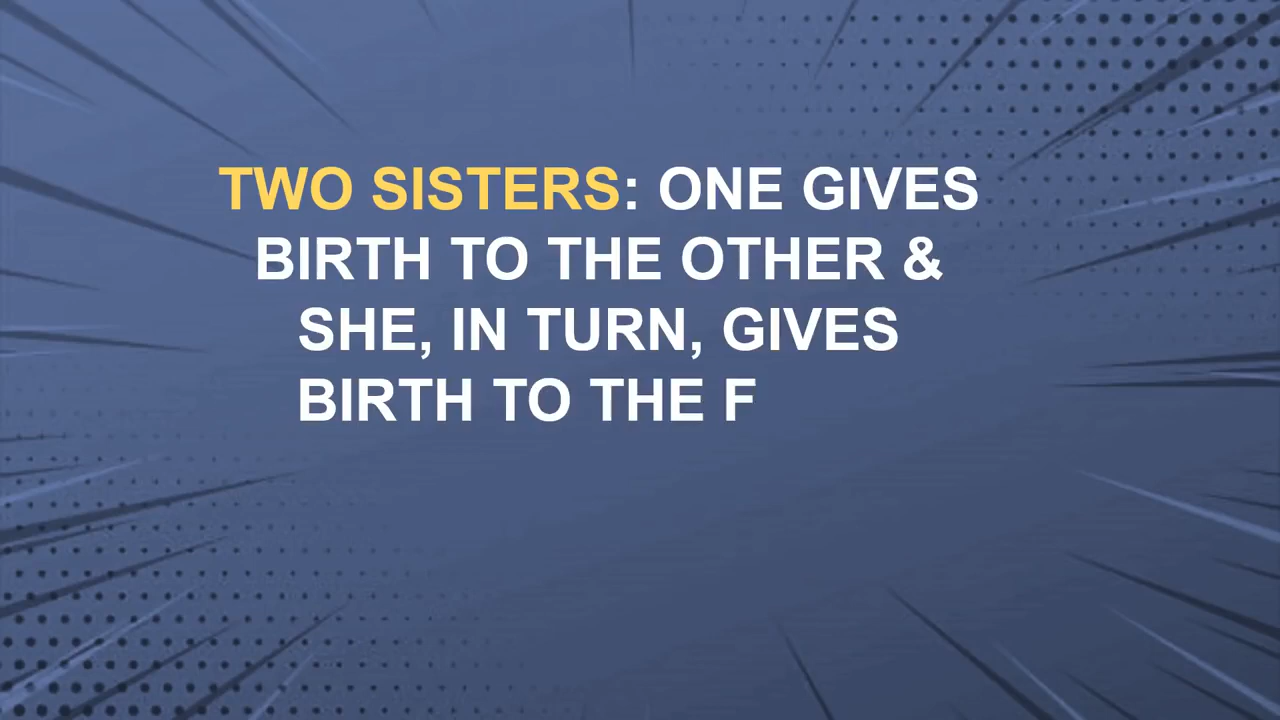 TWO SISTERS: ONE GIVES
BIRTH TO THE OTHER &
SHE, IN TURN, GIVES
BIRTH TO THE F